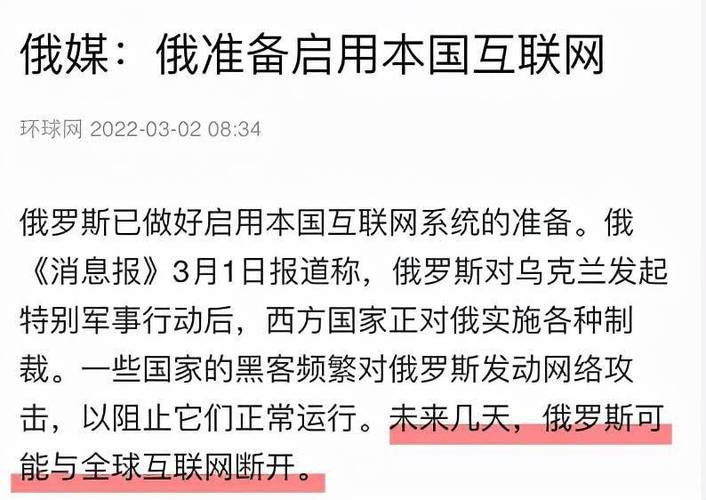 俄媒：俄准备启用本国互联网
环球网 2022-03-02 08:34
俄罗斯已做好启用本国互联网系统的准备。俄
《消息报》3月1日报道称，俄罗斯对乌克兰发起
特别军事行动后，西方国家正对俄实施各种制
裁。一些国家的黑客频繁对俄罗斯发动网络攻
击，以阻止它们正常运行。未来几天，俄罗斯可
能与全球互联网断开。